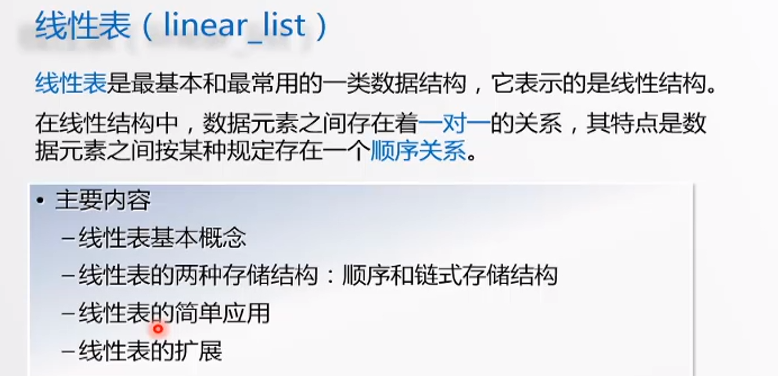 线性表（linear_list）
线性表是最基本和最常用的一类数据结构，它表示的是线性结构。
在线性结构中，数据元素之间存在着一对一的关系，其特点是数
据元素之间按某种规定存在一个顺序关系。
• 主要内容
–线性表基本概念
–线性表的两种存储结构：顺序和链式存储结构
–线性表的简单应用
–线性表的扩展